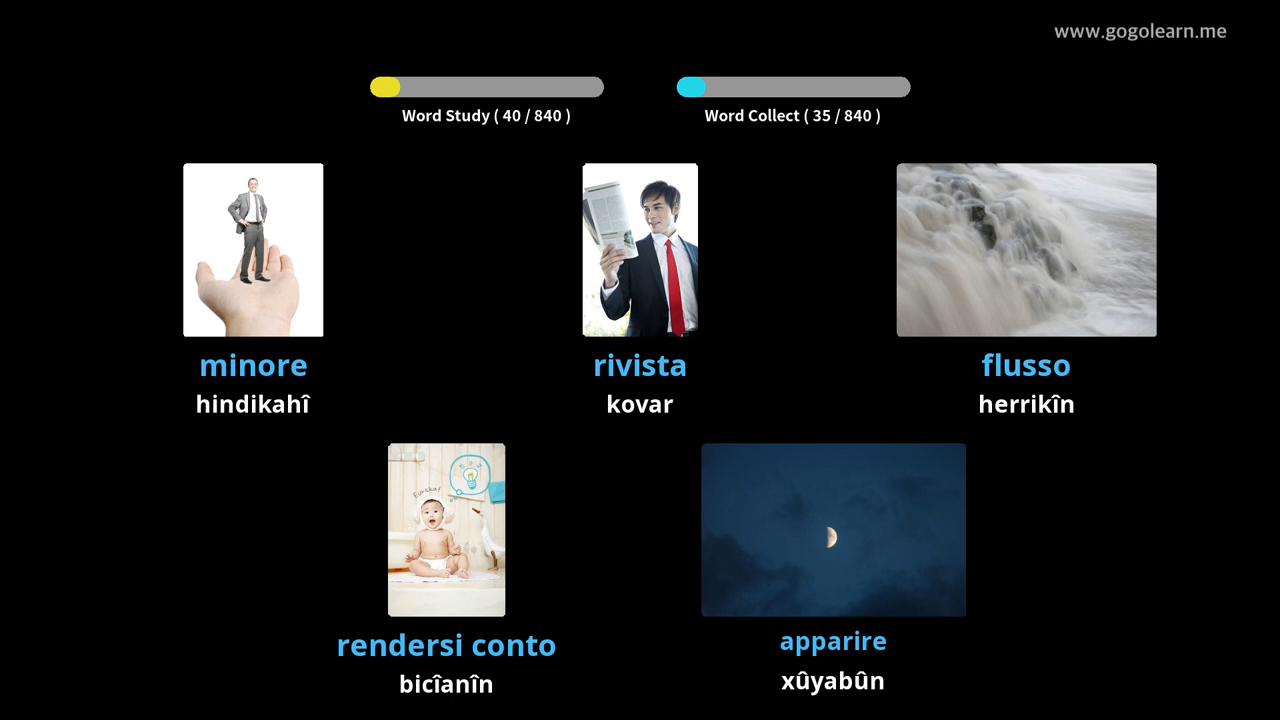 www.gogolearn.me
Word Study ( 40 / 840 )
Word Collect ( 35 / 840 )
minore
hindikahî
rivista
kovar
flusso
herrikîn
Eureka!
rendersi conto
bicîanîn
apparire
xûyabûn